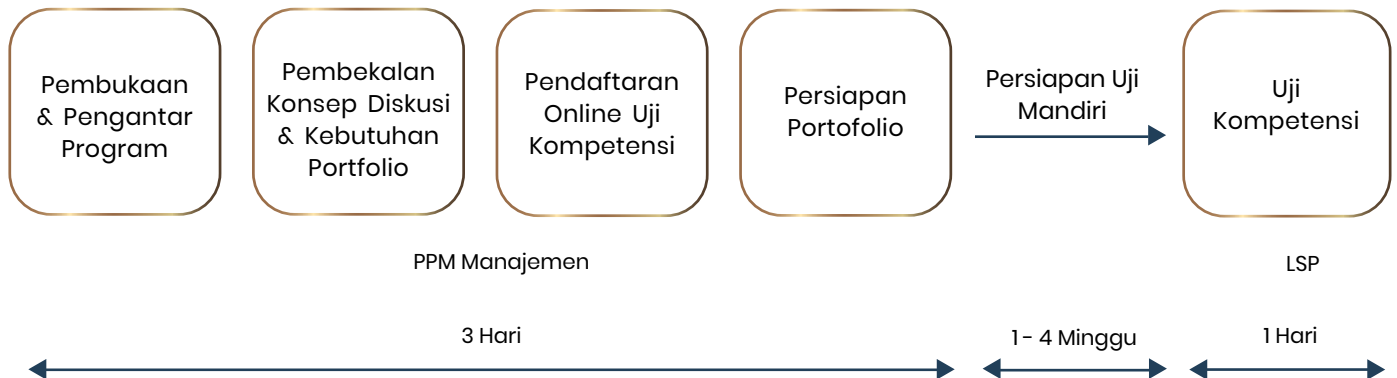 Pembukaan
& Pengantar
Program
Pembekalan
Konsep Diskusi
& Kebutuhan
Portfolio
Pendaftaran
Online Uji
Kompetensi
Persiapan
Portofolio
Persiapan Uji
Mandiri
Uji
Kompetensi
PPM Manajemen
LSP
3 Hari
1 - 4 Minggu
1 Hari